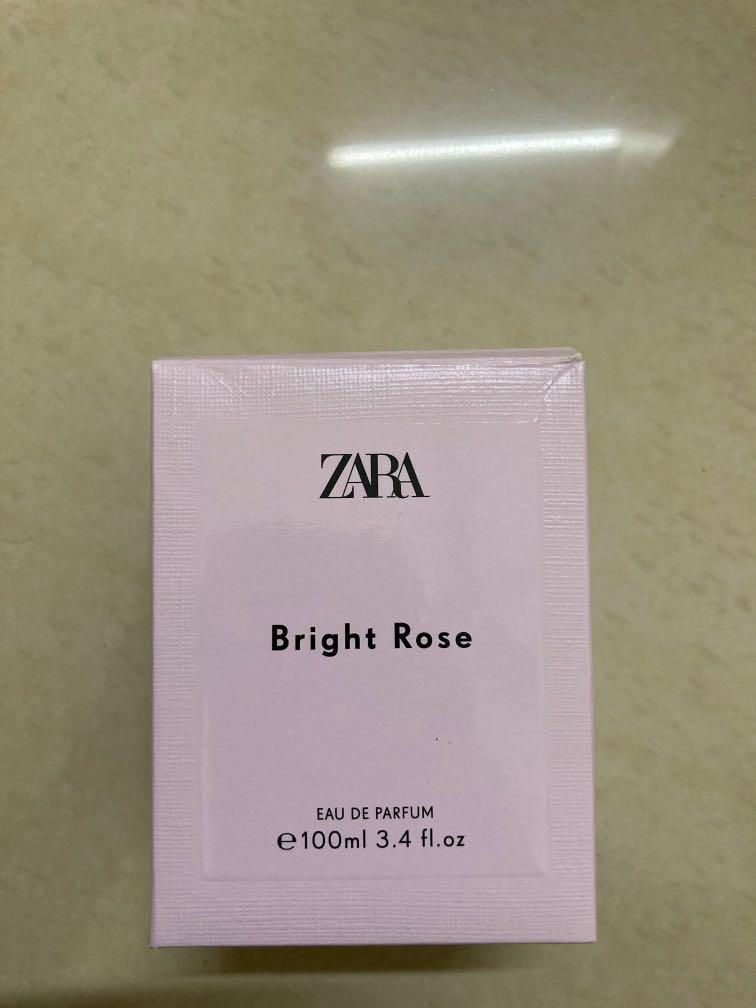 ZARA
Bright Rose
EAU DE PARFUM
℮100ml 3.4 fl.oz